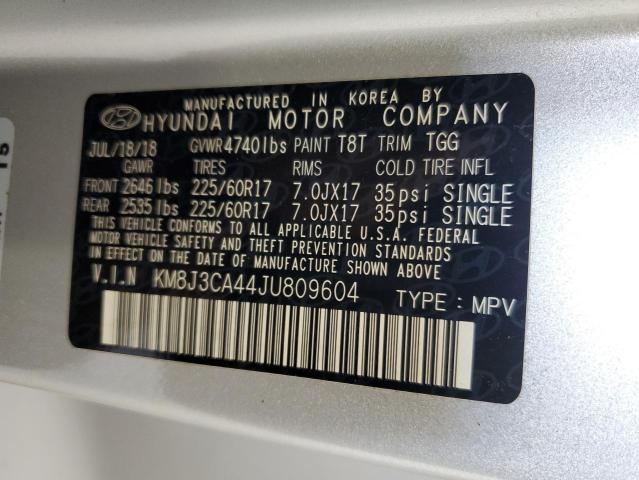 MANUFACTURED IN KOREA BY
HYUNDAI MOTOR COMPANY
JUL/18/18 GVWR 4740 lbs PAINT T8T TRIM TGG
GAWR TIRES RIMS COLD TIRE INFL
FRONT 2646 lbs 225/60R17 7.0JX17 35psi SINGLE
REAR 2535 lbs 225/60R17 7.0JX17 35psi SINGLE
THIS VEHICLE CONFORMS TO ALL APPLICABLE U.S.A. FEDERAL
MOTOR VEHICLE SAFETY AND THEFT PREVENTION STANDARDS
IN EFFECT ON THE DATE OF MANUFACTURE SHOWN ABOVE.
V.I.N KM8J3CA44JU809604 TYPE: MPV